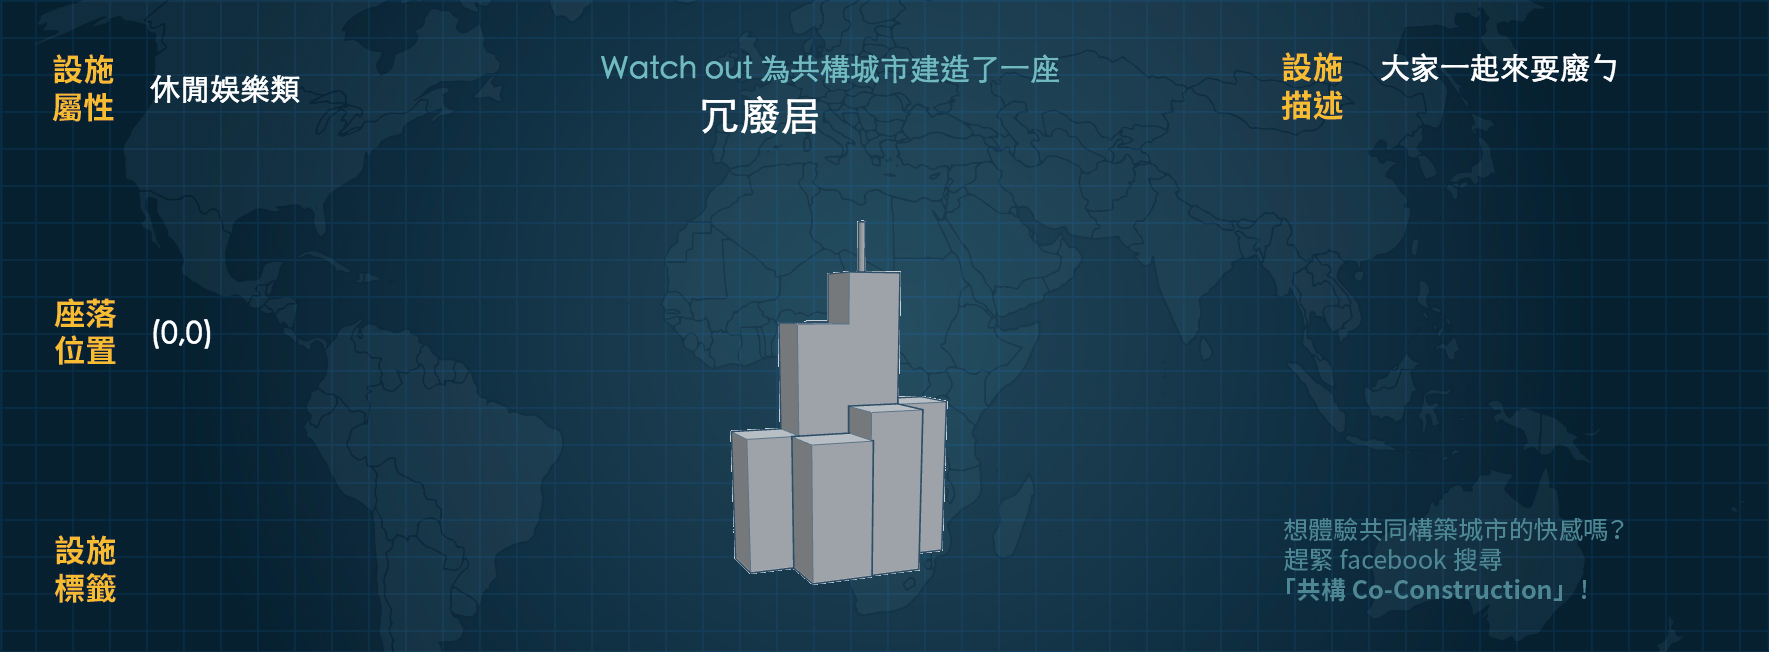 設施
屬性
休閒娛樂類
Watch out 為共構城市建造了一座
冗廢居
設施
描述
大家一起來耍廢ㄅ
座落
位置
(0,0)
設施
標籤
想體驗共同構築城市的快感嗎?
趕緊 facebook 搜尋
「共構 Co-Construction」!